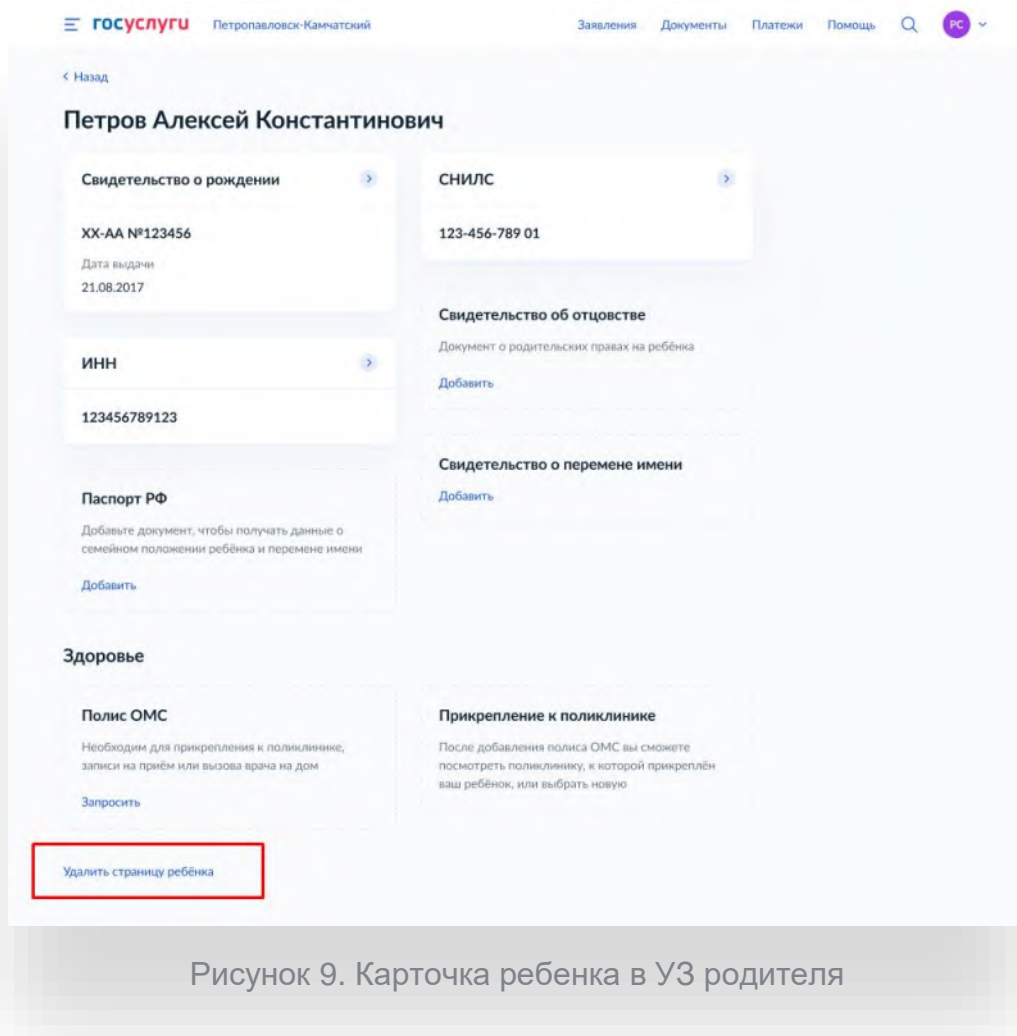 госуслуги Петропавловск-Камчатский Заявления Документы Платежи Помощь РС
Назад
Петров Алексей Константинович
Свидетельство о рождении
XX-АА №123456
Дата выдачи
21.08.2017
СНИЛС
123-456-789 01
ИНН
123456789123
Свидетельство об отцовстве
Документ о родительских правах на ребёнка
Добавить
Паспорт РФ
Добавьте документ, чтобы получать данные о
семейном положении ребёнка и перемене имени
Добавить
Свидетельство о перемене имени
Добавить
Здоровье
Полис ОМС
Необходим для прикрепления к поликлинике,
записи на приём или вызова врача на дом
Запросить
Прикрепление к поликлинике
После добавления полиса ОМС вы сможете
посмотреть поликлинику, к которой прикреплён
ваш ребёнок, или выбрать новую
Удалить страницу ребёнка
Рисунок 9. Карточка ребенка в УЗ родителя